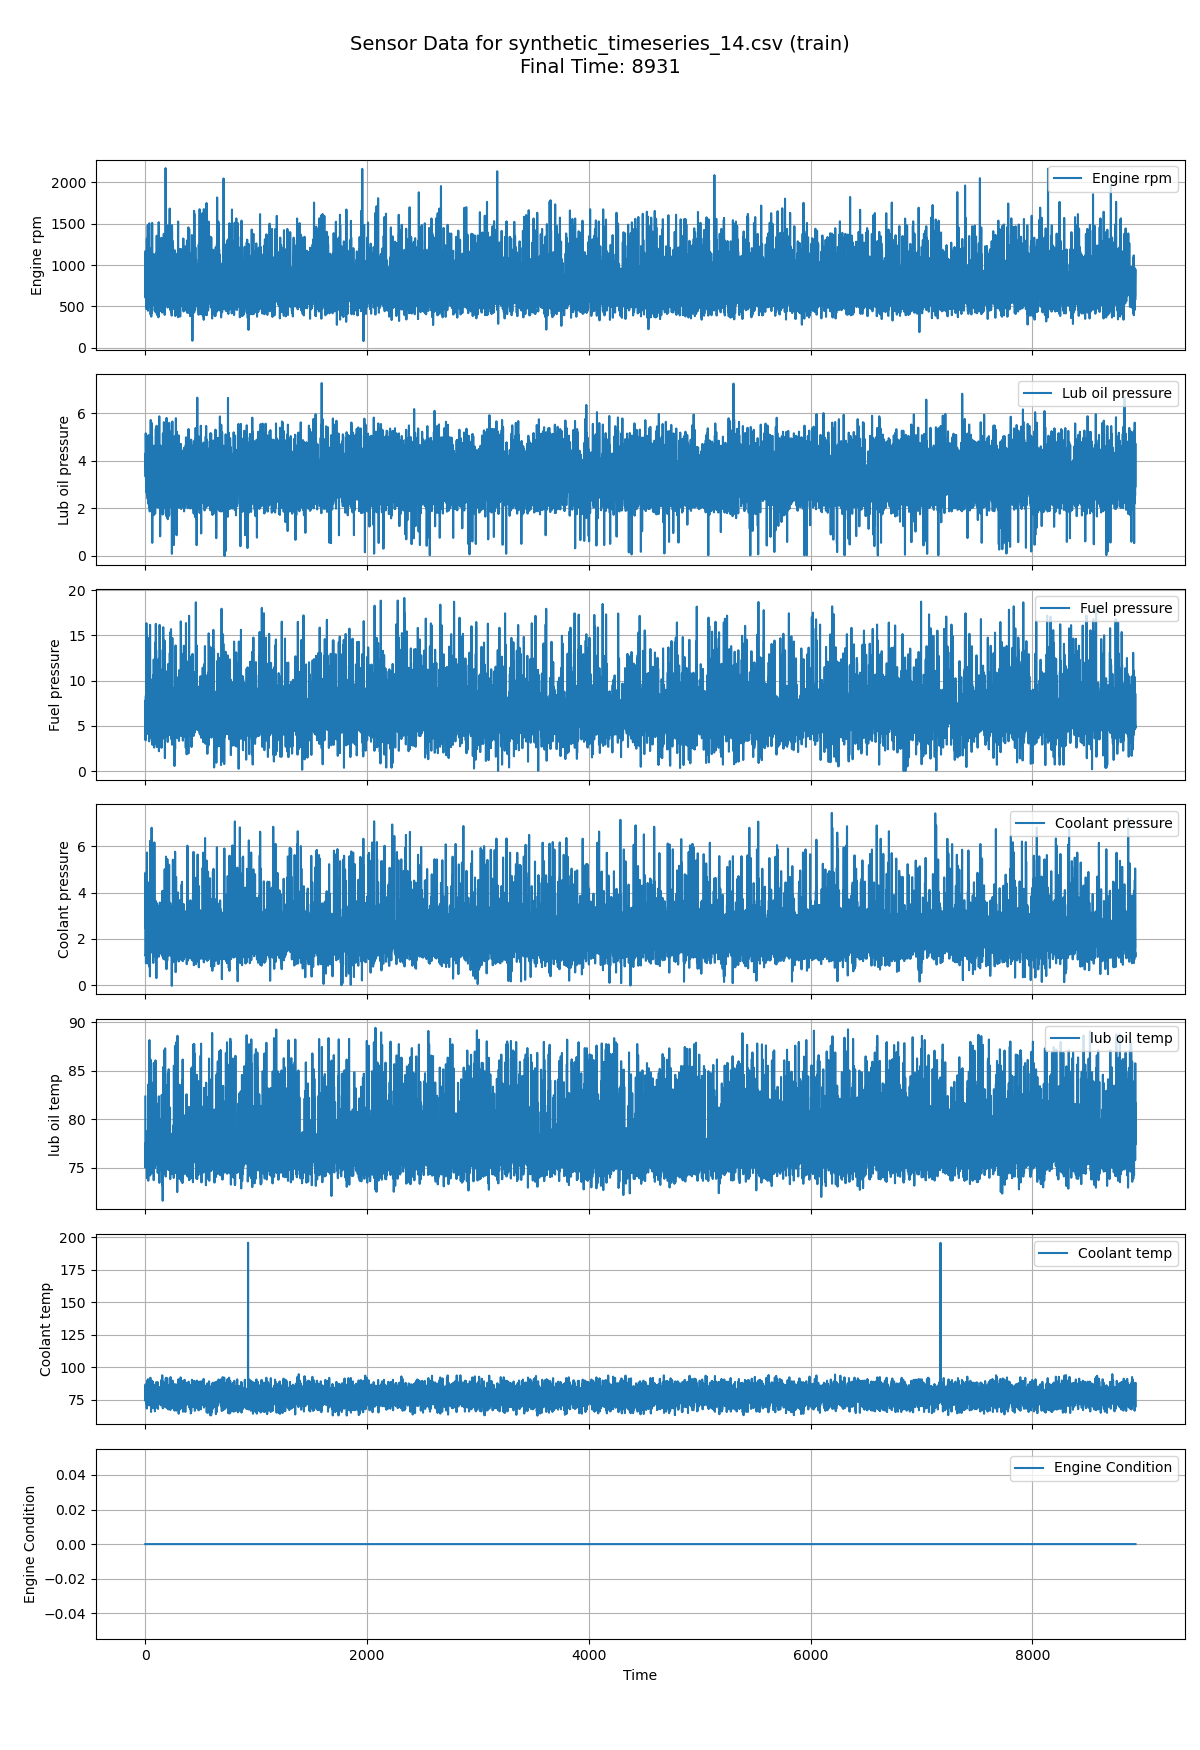 Sensor Data for synthetic_timeseries_14.csv (train)
Final Time: 8931
2000
1500
1000
500
0
Engine rpm
Engine rpm
6
4
2
0
Lub oil pressure
Lub oil pressure
20
15
10
5
0
Fuel pressure
Fuel pressure
6
4
2
0
Coolant pressure
Coolant pressure
90
85
80
75
lub oil temp
lub oil temp
200
175
150
125
100
75
Coolant temp
Coolant temp
0.04
0.02
0.00
−0.02
−0.04
Engine Condition
Engine Condition
0 2000 4000 6000 8000
Time